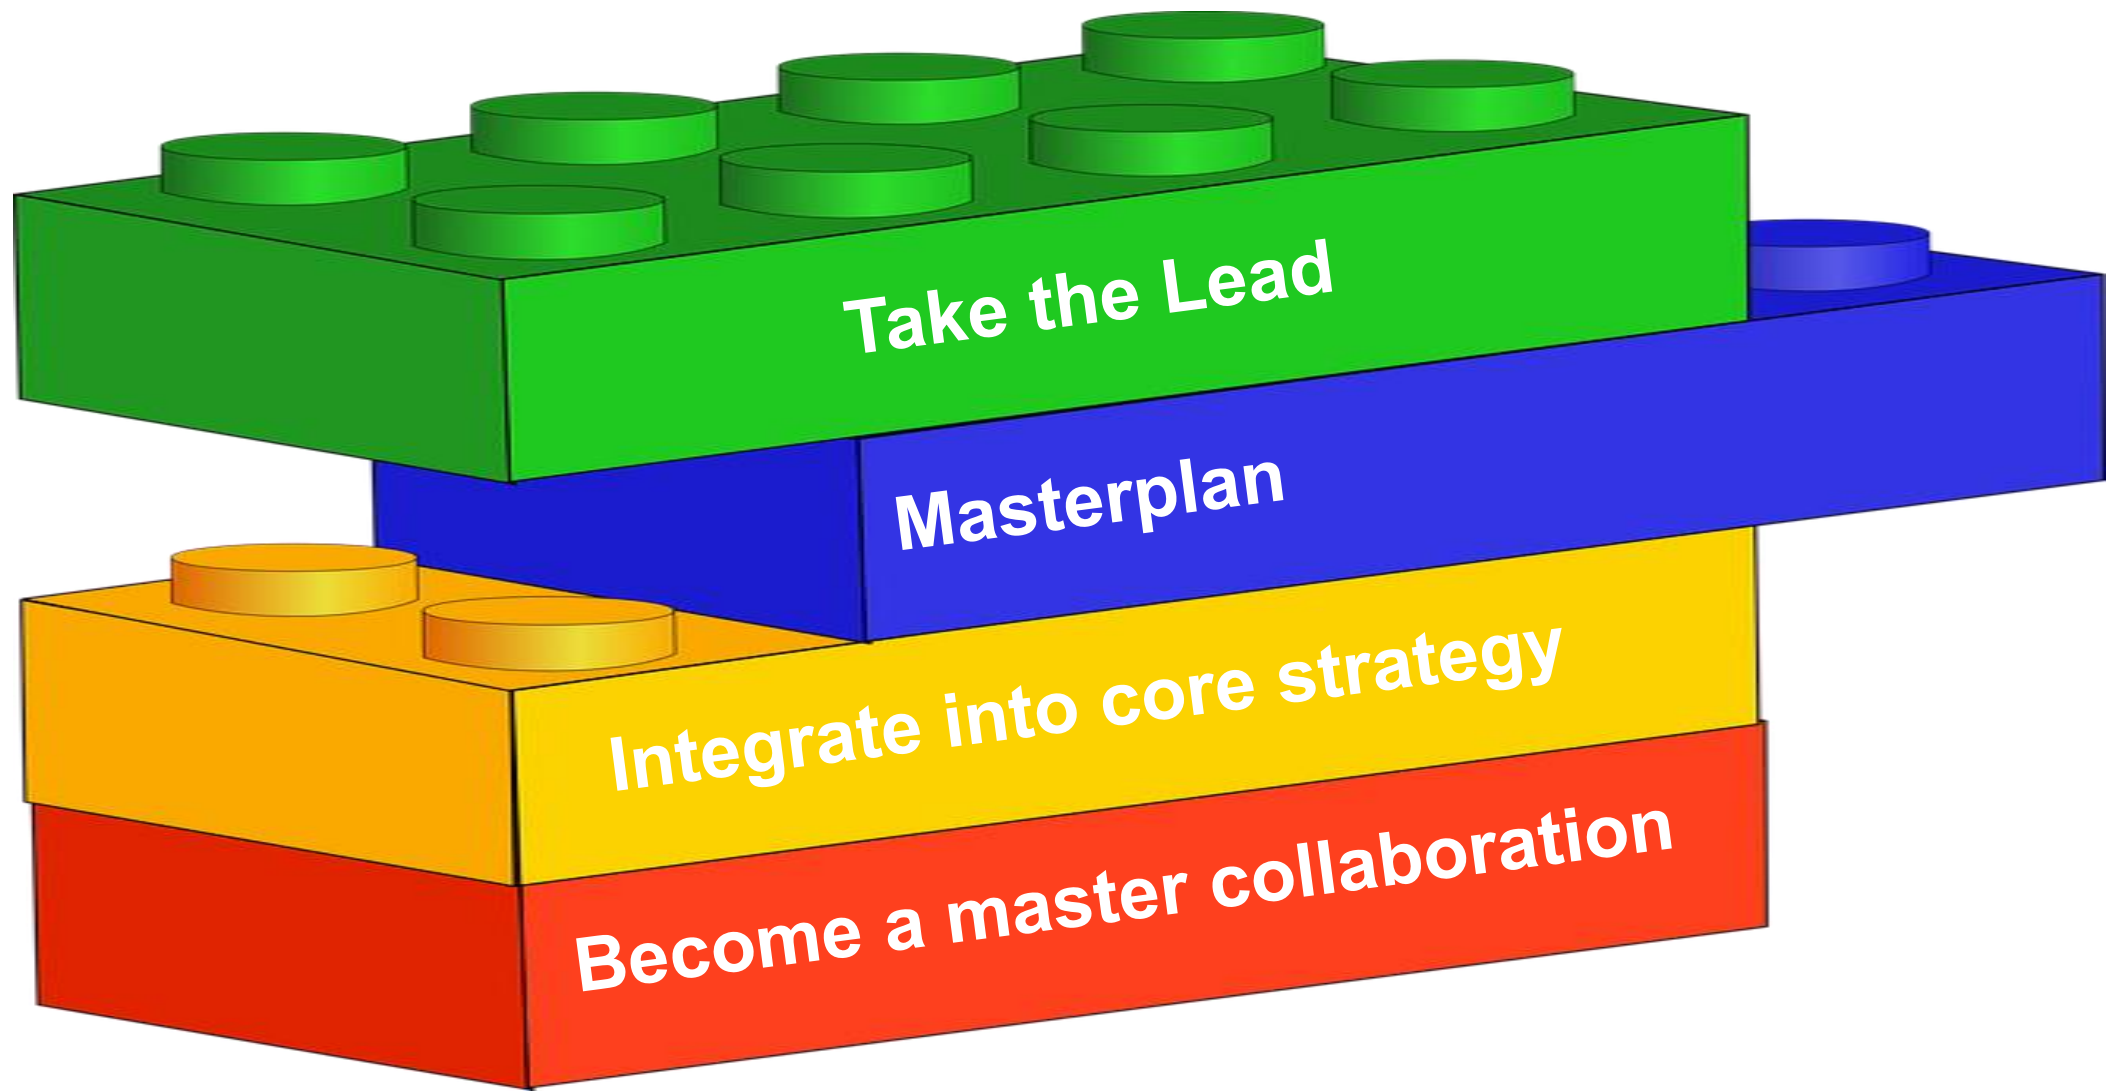 Take the Lead
Masterplan
Integrate into core strategy
Become a master collaboration